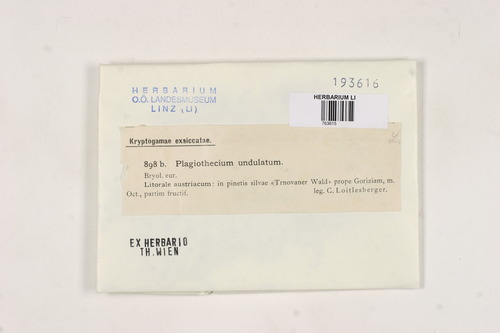 193616
HERBARIUM
O.Ö. LANDESMUSEUM
LINZ (LI)
HERBARIUM LI
763615
Kryptogamae exsiccatae.
898 b. Plagiothecium undulatum.
Bryol. eur.
Litorale austriacum: in pinetis silvae «Trnovaner Wald» prope Goriziam, m.
Oct., partim fructif. leg. C. Loitlesberger.
EX HERBARIO
TH. WIEN